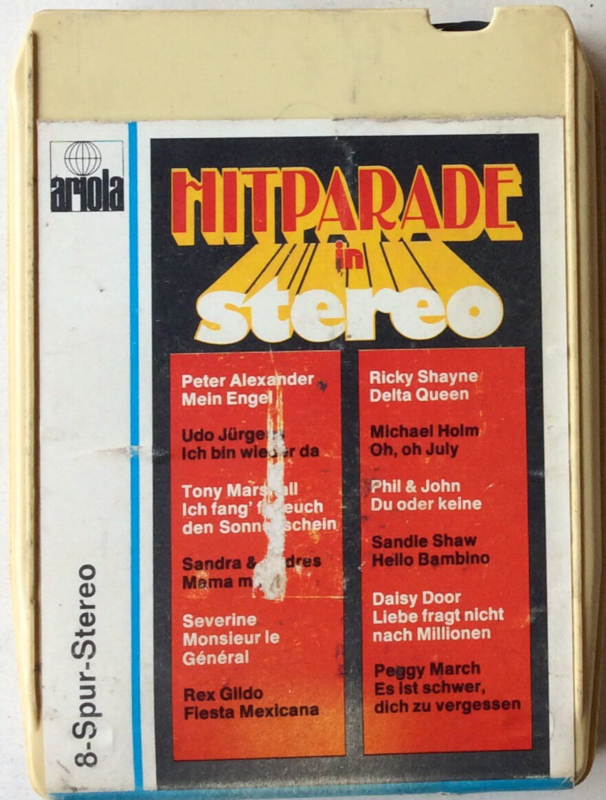 ariola
HITPARADE
in
stereo
Peter Alexander
Mein Engel
Udo Jürgens
Ich bin wieder da
Tony Marshall
Ich fang' euch
den Sonnenschein
Sandra &
Mama
Severine
Monsieur le
Général
Rex Gildo
Fiesta Mexicana
Ricky Shayne
Delta Queen
Michael Holm
Oh, oh July
Phil & John
Du oder keine
Sandie Shaw
Hello Bambino
Daisy Door
Liebe fragt nicht
nach Millionen
Peggy March
Es ist schwer,
dich zu vergessen
8-Spur-Stereo